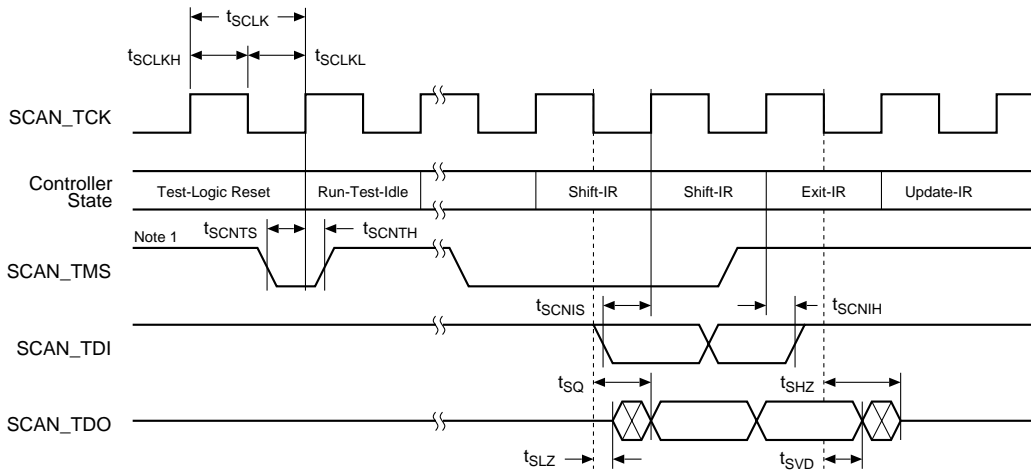 tSCLK
tSCLKH
tSCLKL
SCAN_TCK
Controller
State
Test-Logic Reset
Run-Test-Idle
Shift-IR
Shift-IR
Exit-IR
Update-IR
Note 1
tSCNTS
tSCNTH
SCAN_TMS
tSCNIS
tSCNIH
SCAN_TDI
tSQ
tSHZ
SCAN_TDO
tSLZ
tSVD